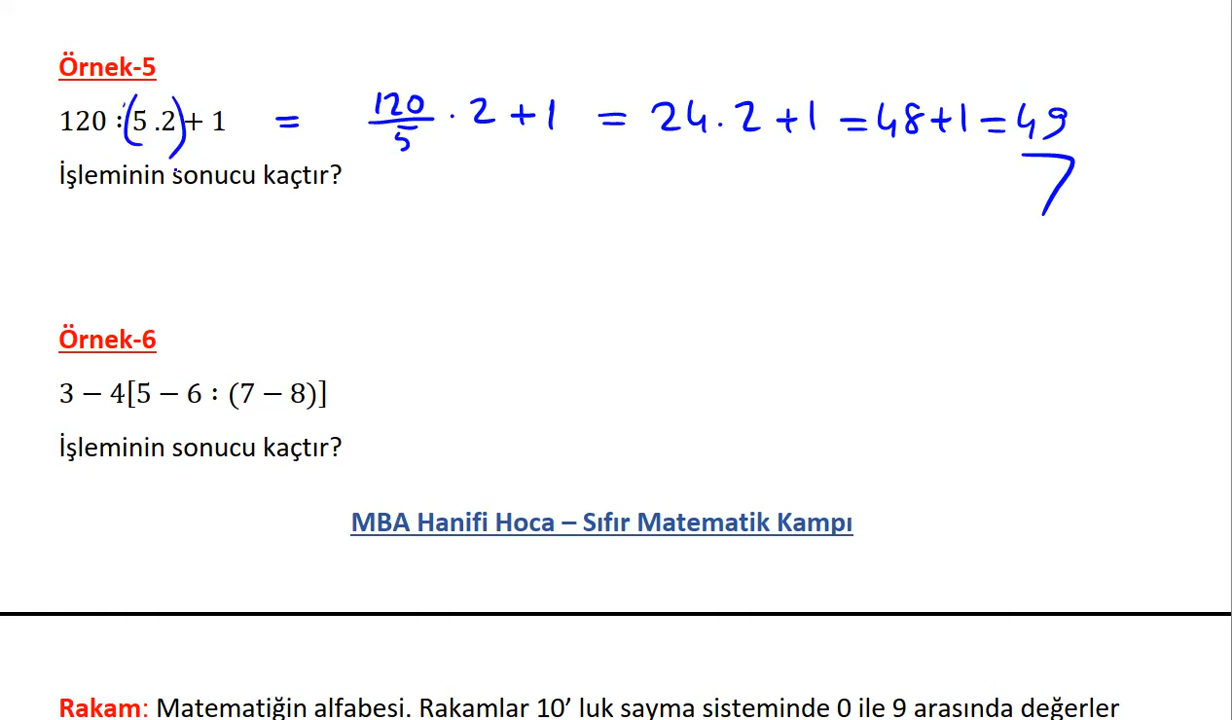 Örnek-5
120 :(5 .2)+ 1 = 120/5 · 2 + 1 = 24 · 2 + 1 = 48 + 1 = 49
İşleminin sonucu kaçtır?
Örnek-6
3 − 4[5 − 6 : (7 − 8)]
İşleminin sonucu kaçtır?
MBA Hanifi Hoca – Sıfır Matematik Kampı
Rakam: Matematiğin alfabesi. Rakamlar 10’ luk sayma sisteminde 0 ile 9 arasında değerler